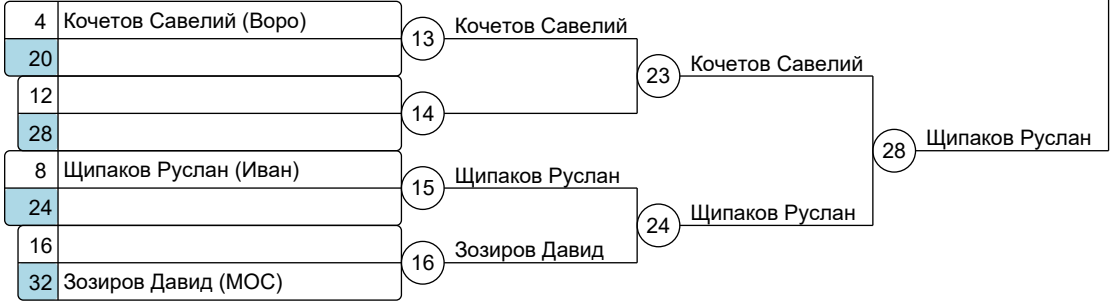 4 Кочетов Савелий (Воро)
20
12
28
8 Щипаков Руслан (Иван)
24
16
32 Зозиров Давид (МОС)
13 Кочетов Савелий
14
15 Щипаков Руслан
16 Зозиров Давид
23 Кочетов Савелий
24 Щипаков Руслан
28 Щипаков Руслан